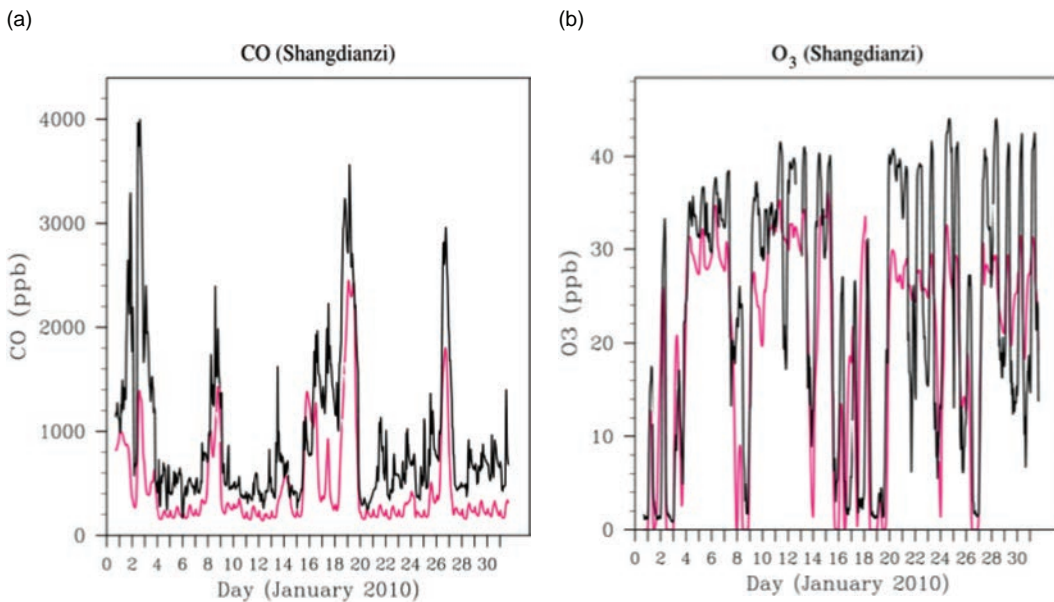 (a)
CO (Shangdianzi)
4000
3000
2000
1000
0
CO (ppb)
0 2 4 6 8 10 12 14 16 18 20 22 24 26 28 30
Day (January 2010)
(b)
O3 (Shangdianzi)
40
30
20
10
0
O3 (ppb)
0 2 4 6 8 10 12 14 16 18 20 22 24 26 28 30
Day (January 2010)